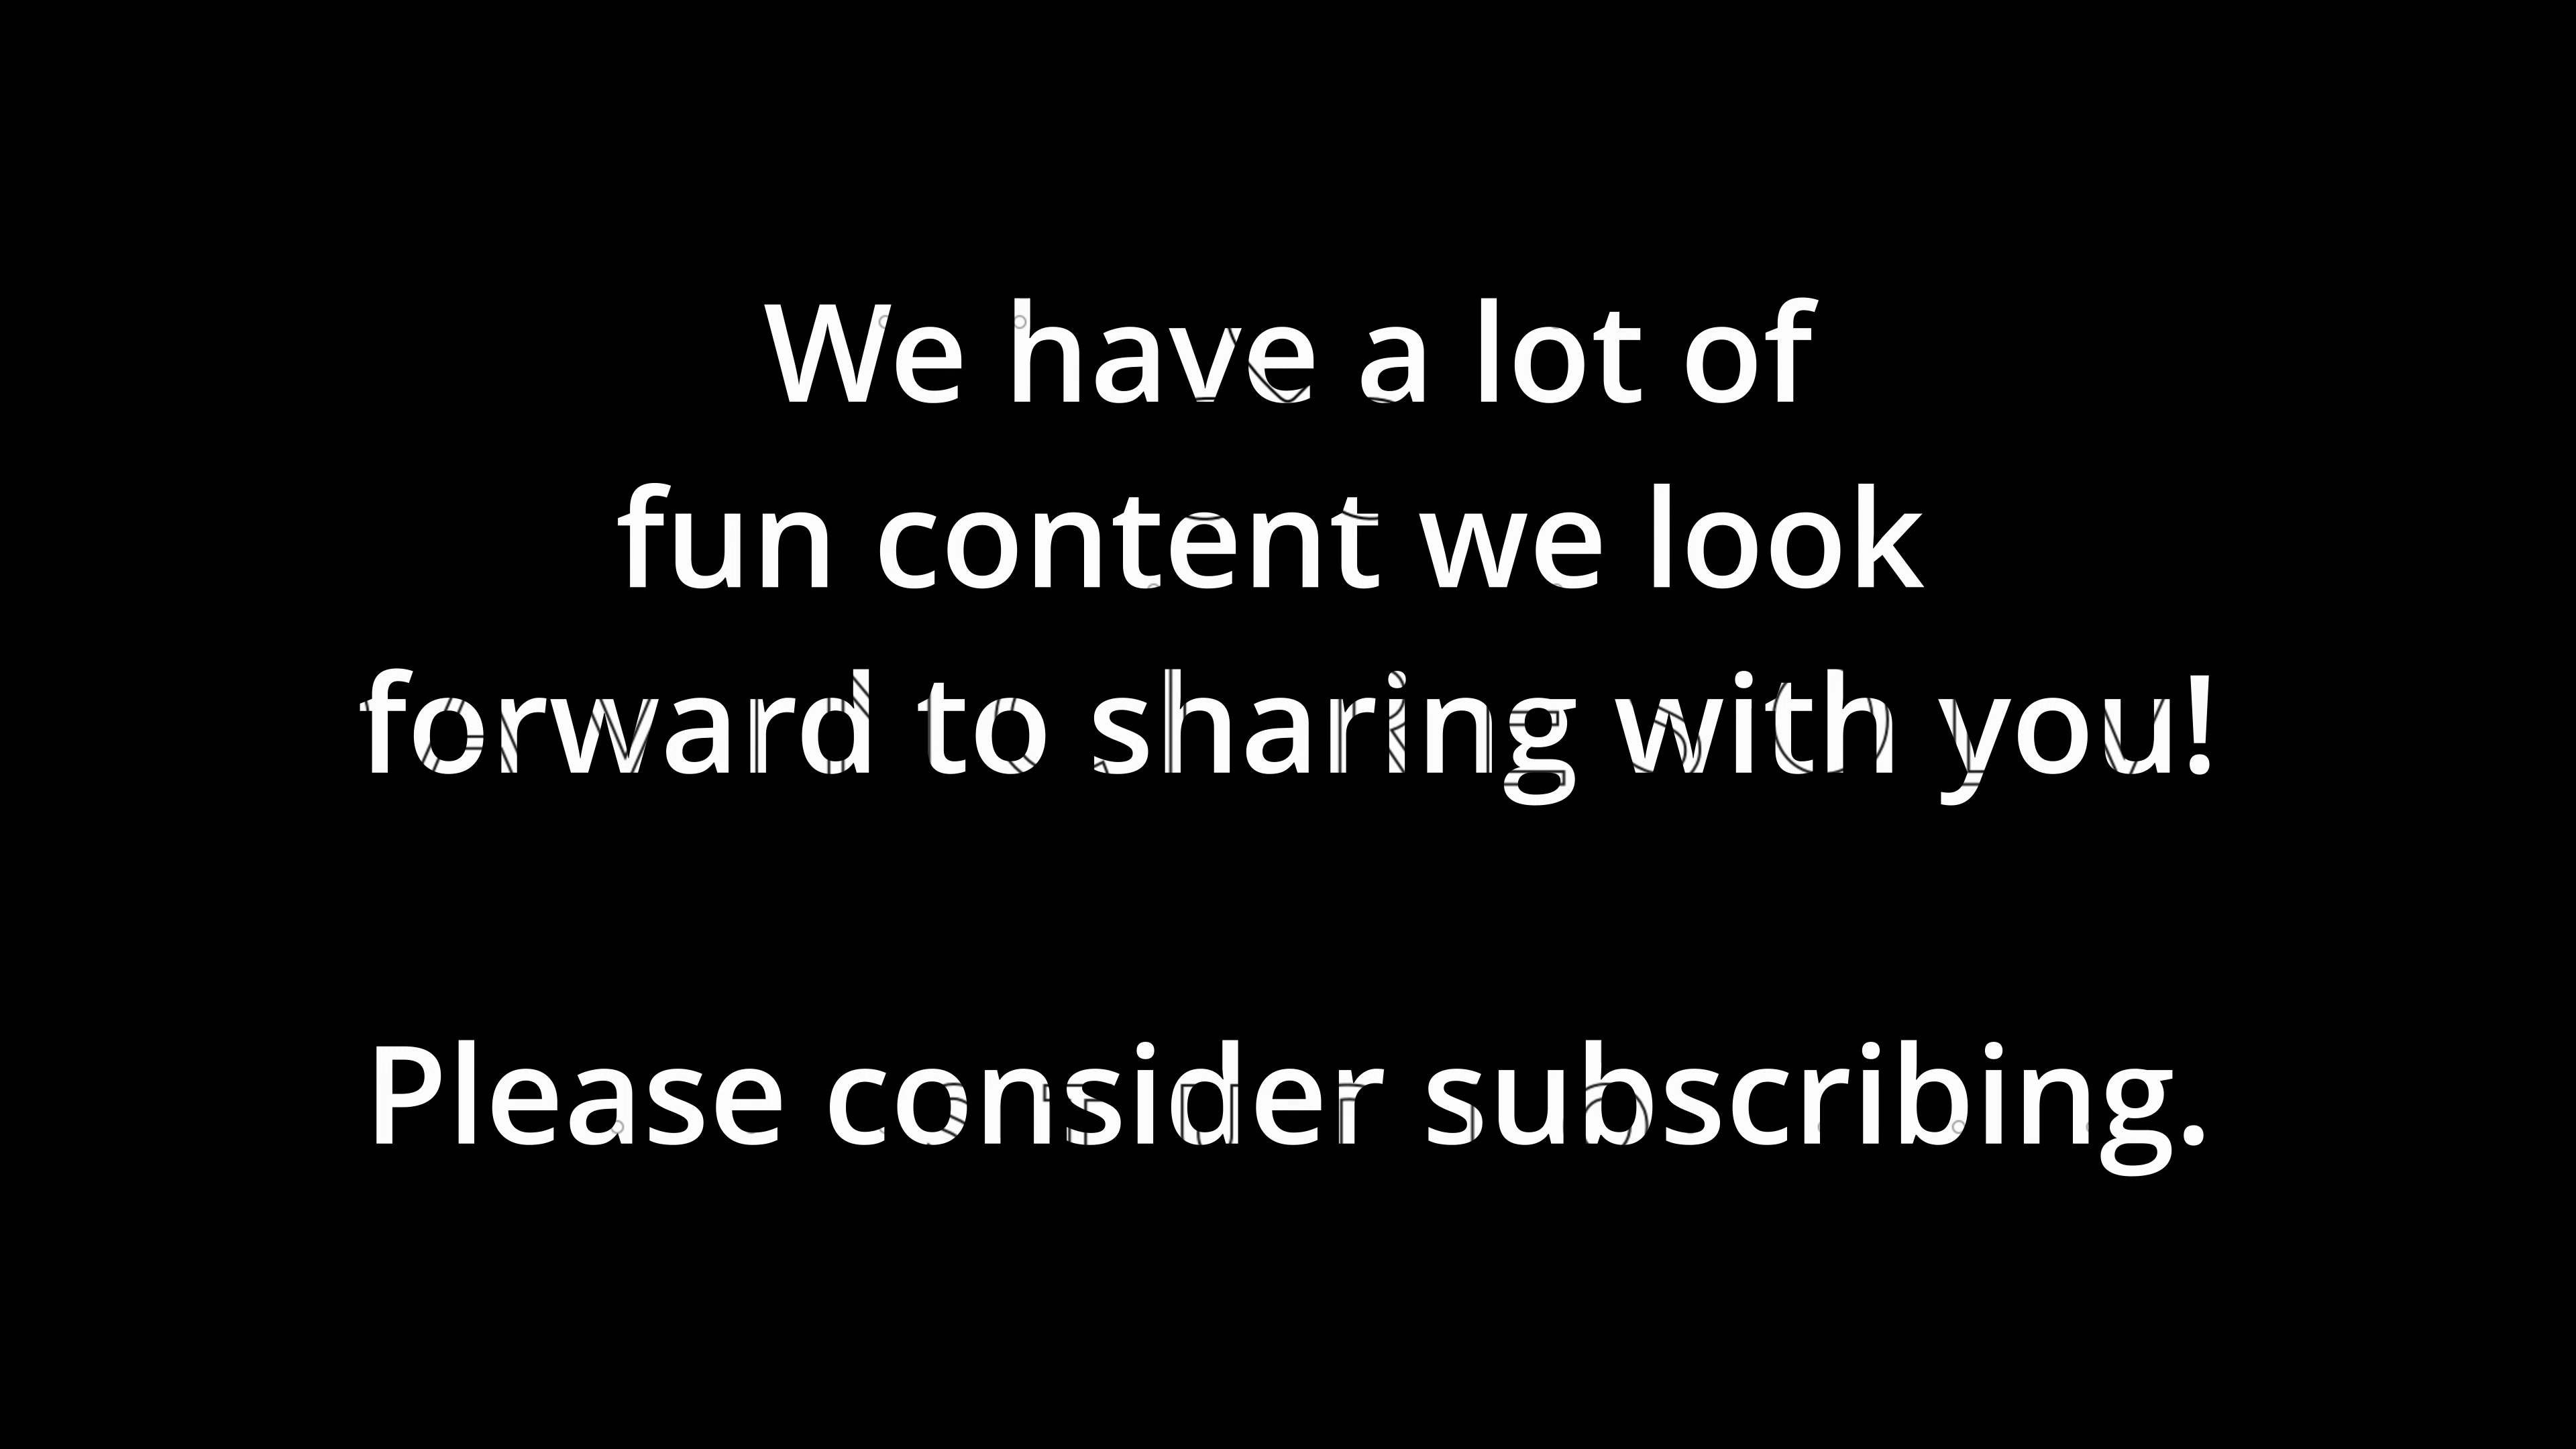 We have a lot of
fun content we look
forward to sharing with you!
Please consider subscribing.